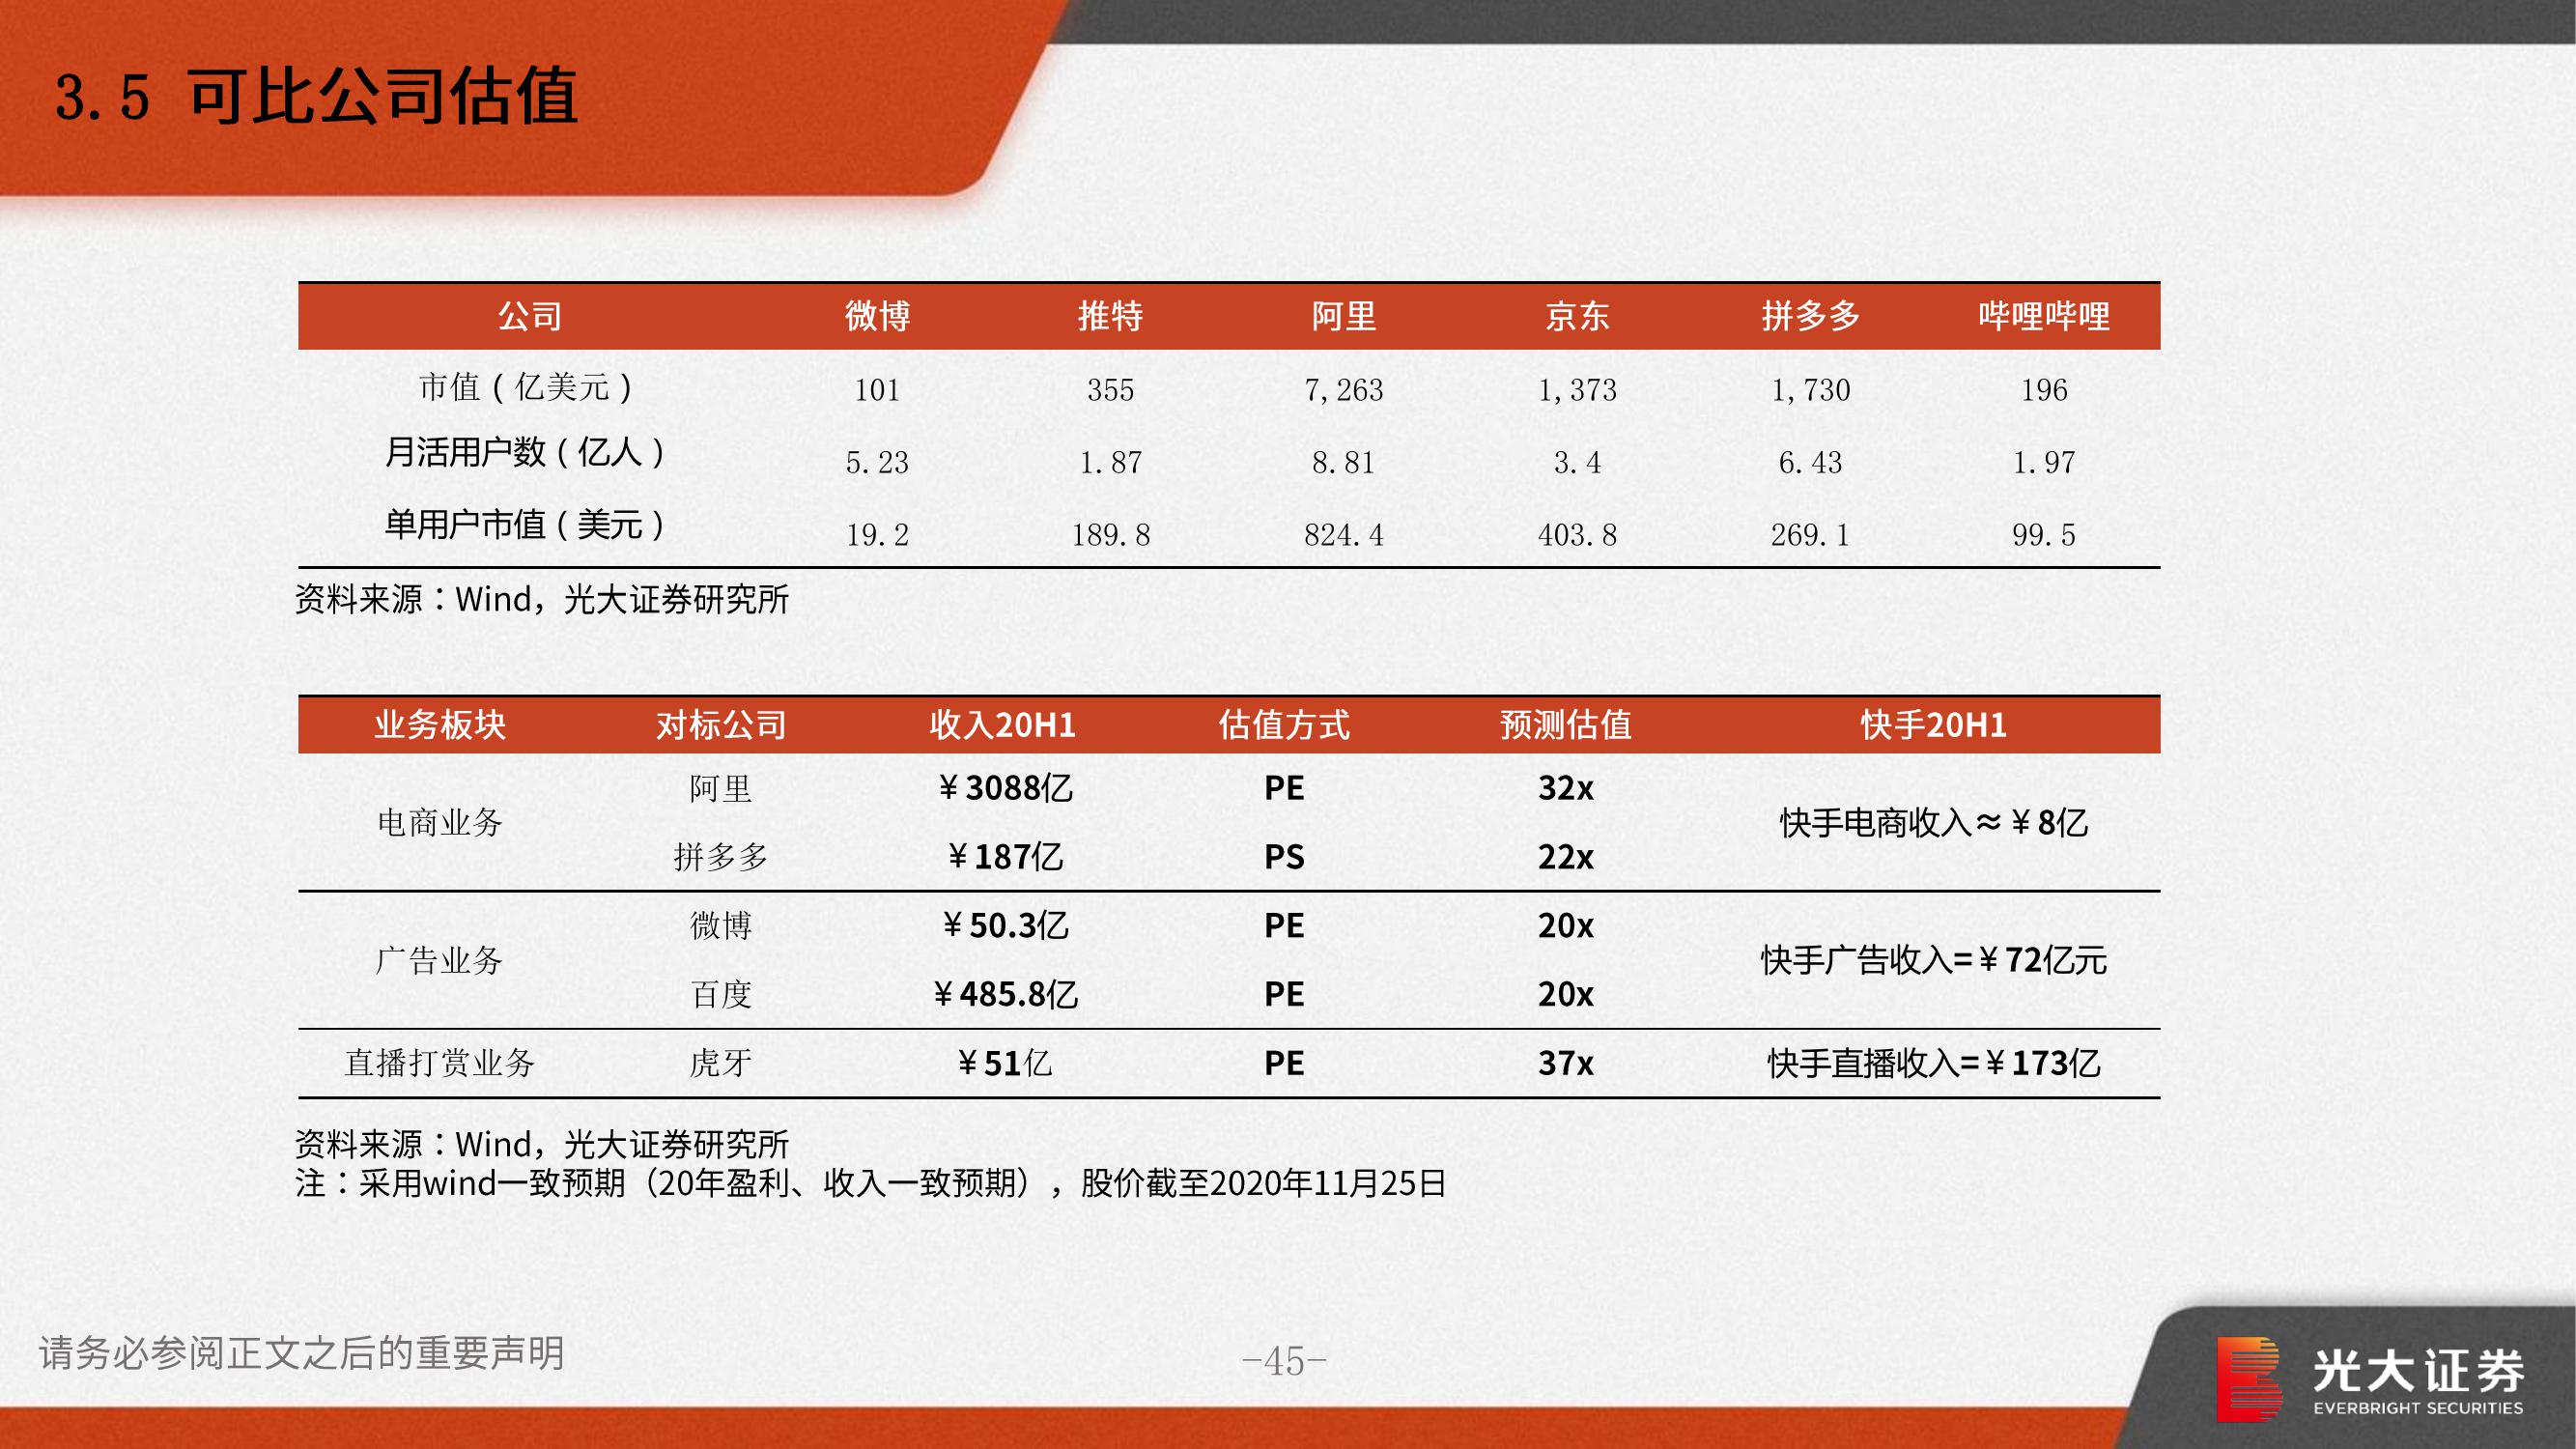 3.5 可比公司估值
公司 微博 推特 阿里 京东 拼多多 哔哩哔哩
市值(亿美元) 101 355 7,263 1,373 1,730 196
月活用户数(亿人) 5.23 1.87 8.81 3.4 6.43 1.97
单用户市值(美元) 19.2 189.8 824.4 403.8 269.1 99.5
资料来源：Wind，光大证券研究所
业务板块 对标公司 收入20H1 估值方式 预测估值 快手20H1
电商业务 阿里 ￥3088亿 PE 32x 快手电商收入≈￥8亿
拼多多 ￥187亿 PS 22x
广告业务 微博 ￥50.3亿 PE 20x 快手广告收入=￥72亿元
百度 ￥485.8亿 PE 20x
直播打赏业务 虎牙 ￥51亿 PE 37x 快手直播收入=￥173亿
资料来源：Wind，光大证券研究所
注：采用wind一致预期（20年盈利、收入一致预期），股价截至2020年11月25日
请务必参阅正文之后的重要声明
-45-
光大证券
EVERBRIGHT SECURITIES